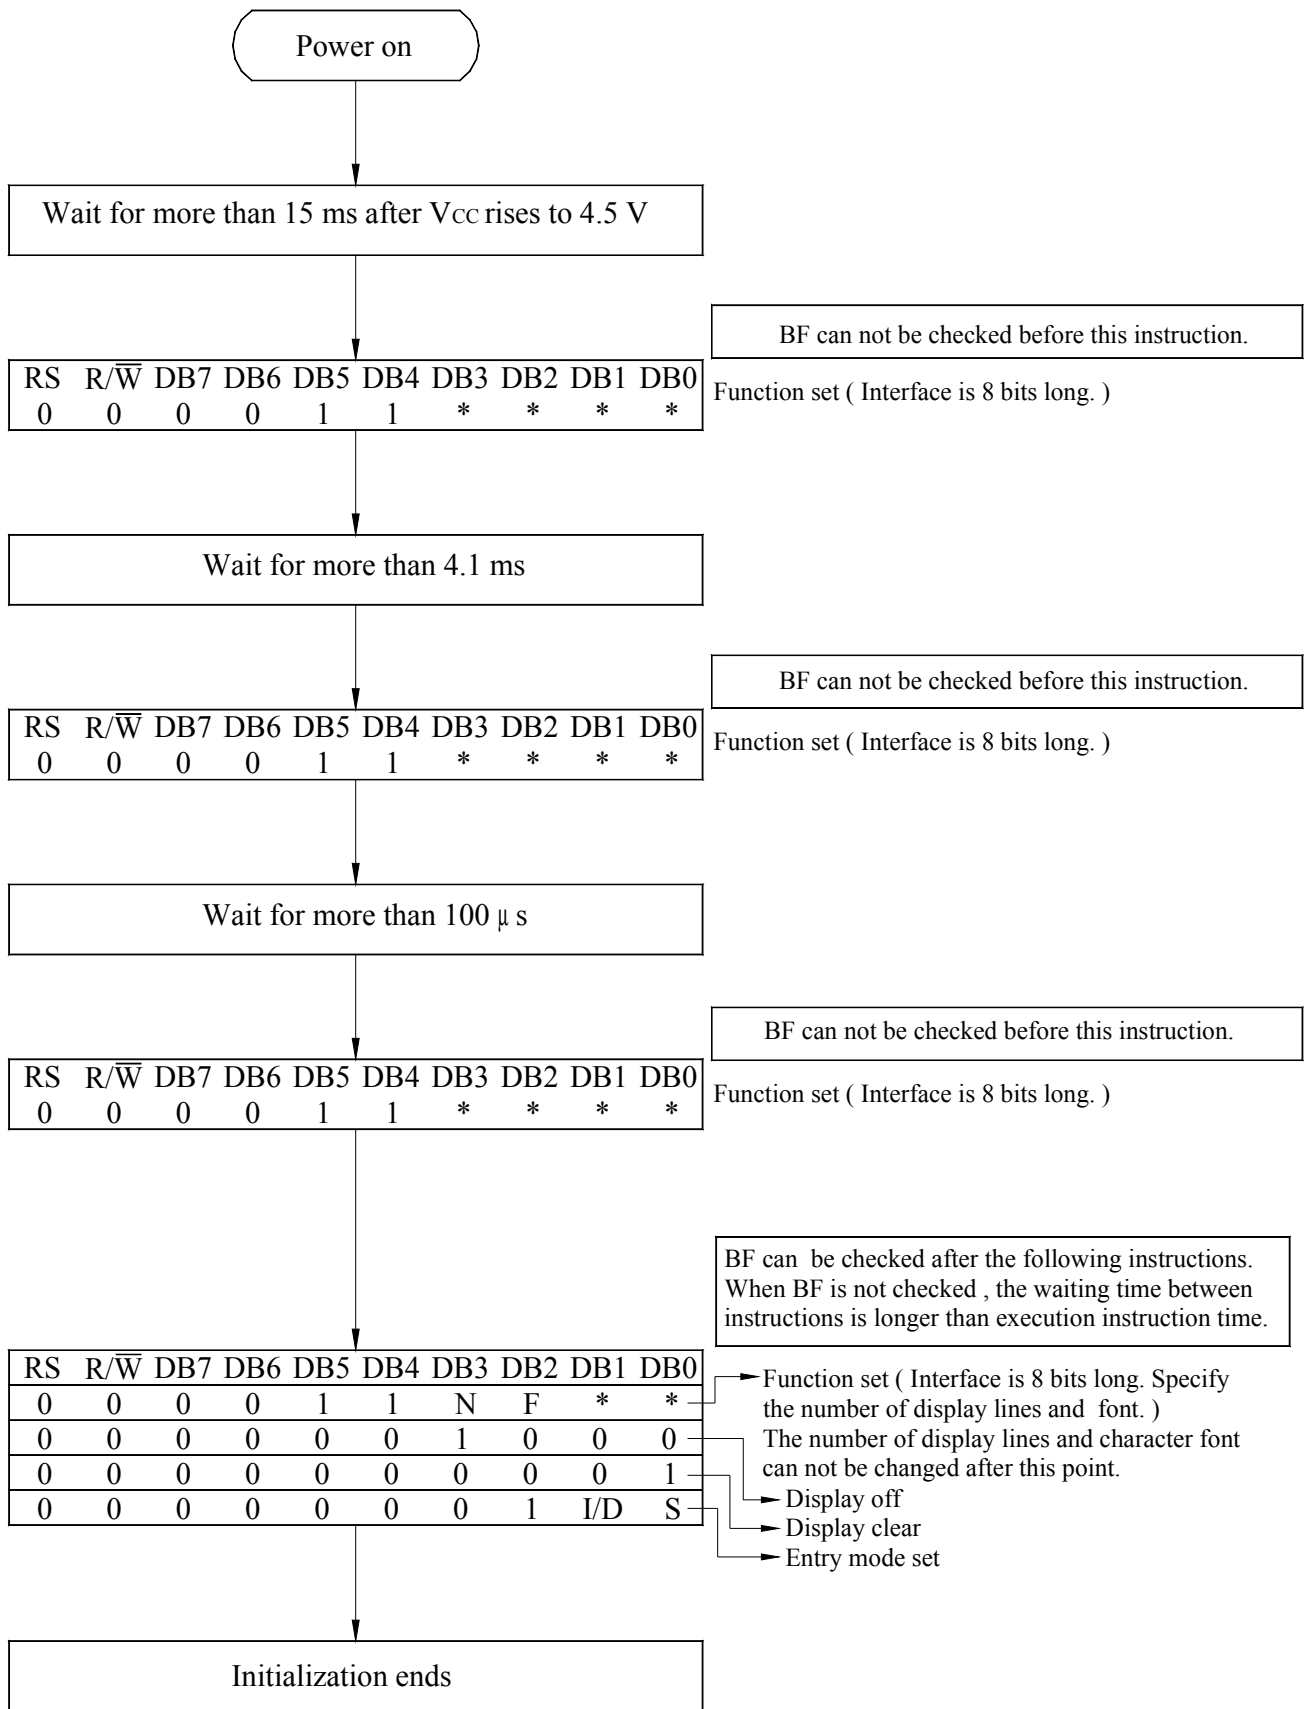 Power on
Wait for more than 15 ms after VCC rises to 4.5 V
BF can not be checked before this instruction.
RS R/W̅ DB7 DB6 DB5 DB4 DB3 DB2 DB1 DB0
0 0 0 0 1 1 * * * *
Function set ( Interface is 8 bits long. )
Wait for more than 4.1 ms
BF can not be checked before this instruction.
RS R/W̅ DB7 DB6 DB5 DB4 DB3 DB2 DB1 DB0
0 0 0 0 1 1 * * * *
Function set ( Interface is 8 bits long. )
Wait for more than 100 μ s
BF can not be checked before this instruction.
RS R/W̅ DB7 DB6 DB5 DB4 DB3 DB2 DB1 DB0
0 0 0 0 1 1 * * * *
Function set ( Interface is 8 bits long. )
BF can be checked after the following instructions.
When BF is not checked , the waiting time between
instructions is longer than execution instruction time.
RS R/W̅ DB7 DB6 DB5 DB4 DB3 DB2 DB1 DB0
0 0 0 0 1 1 N F * *
0 0 0 0 0 0 1 0 0 0
0 0 0 0 0 0 0 0 0 1
0 0 0 0 0 0 0 1 I/D S
Function set ( Interface is 8 bits long. Specify
the number of display lines and font. )
The number of display lines and character font
can not be changed after this point.
Display off
Display clear
Entry mode set
Initialization ends